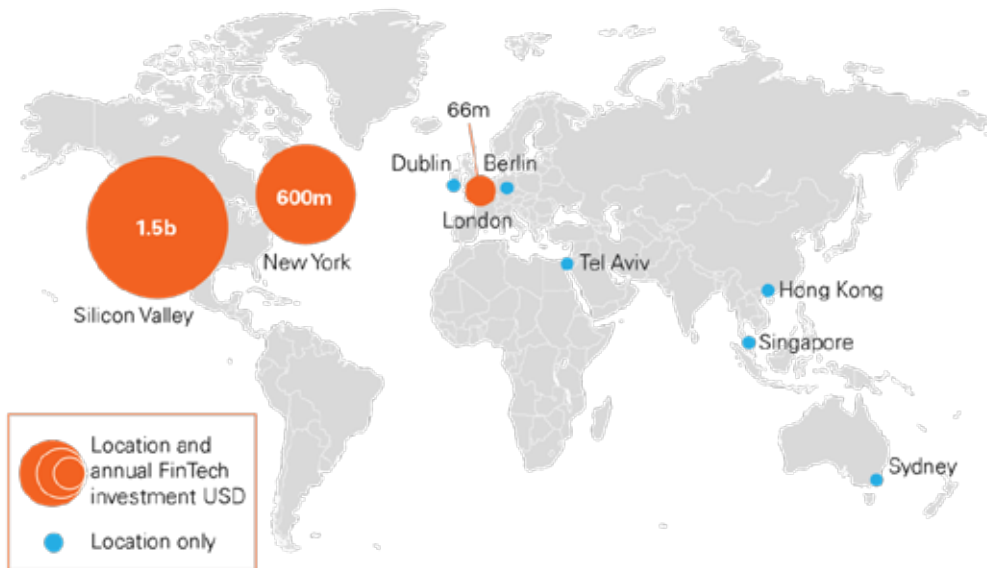 66m
Dublin
Berlin
600m
1.5b
London
New York
Tel Aviv
Hong Kong
Silicon Valley
Singapore
Location and
annual FinTech
investment USD
Sydney
Location only